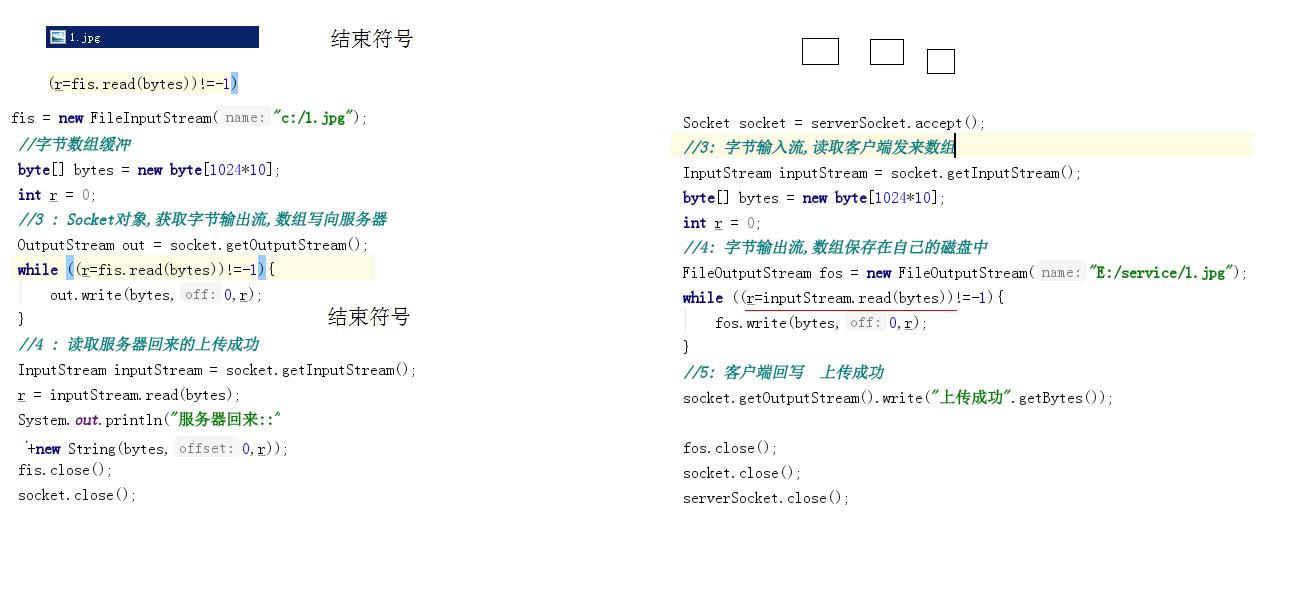 1.jpg
结束符号
(r=fis.read(bytes))!=-1)
fis = new FileInputStream( name: "c:/1.jpg");
//字节数组缓冲
byte[] bytes = new byte[1024*10];
int r = 0;
//3 : Socket对象,获取字节输出流,数组写向服务器
OutputStream out = socket.getOutputStream();
while ((r=fis.read(bytes))!=-1){
out.write(bytes, off: 0,r);
}
结束符号
//4 : 读取服务器回来的上传成功
InputStream inputStream = socket.getInputStream();
r = inputStream.read(bytes);
System.out.println("服务器回来::"
+new String(bytes, offset: 0,r));
fis.close();
socket.close();
Socket socket = serverSocket.accept();
//3: 字节输入流,读取客户端发来数组
InputStream inputStream = socket.getInputStream();
byte[] bytes = new byte[1024*10];
int r = 0;
//4: 字节输出流,数组保存在自己的磁盘中
FileOutputStream fos = new FileOutputStream( name: "E:/service/1.jpg");
while ((r=inputStream.read(bytes))!=-1){
fos.write(bytes, off: 0,r);
}
//5: 客户端回写 上传成功
socket.getOutputStream().write("上传成功".getBytes());
fos.close();
socket.close();
serverSocket.close();